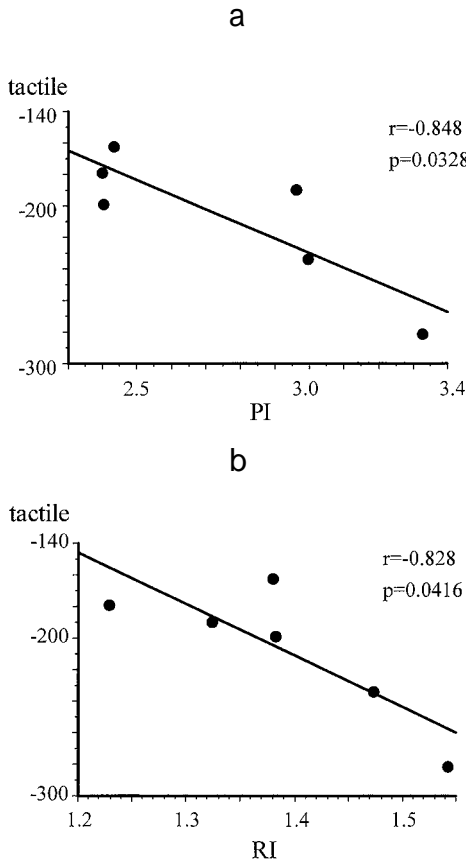 a
tactile
-140
r=-0.848
p=0.0328
-200
-300
2.5 3.0 3.4
PI
b
tactile
-140
r=-0.828
p=0.0416
-200
-300
1.2 1.3 1.4 1.5
RI